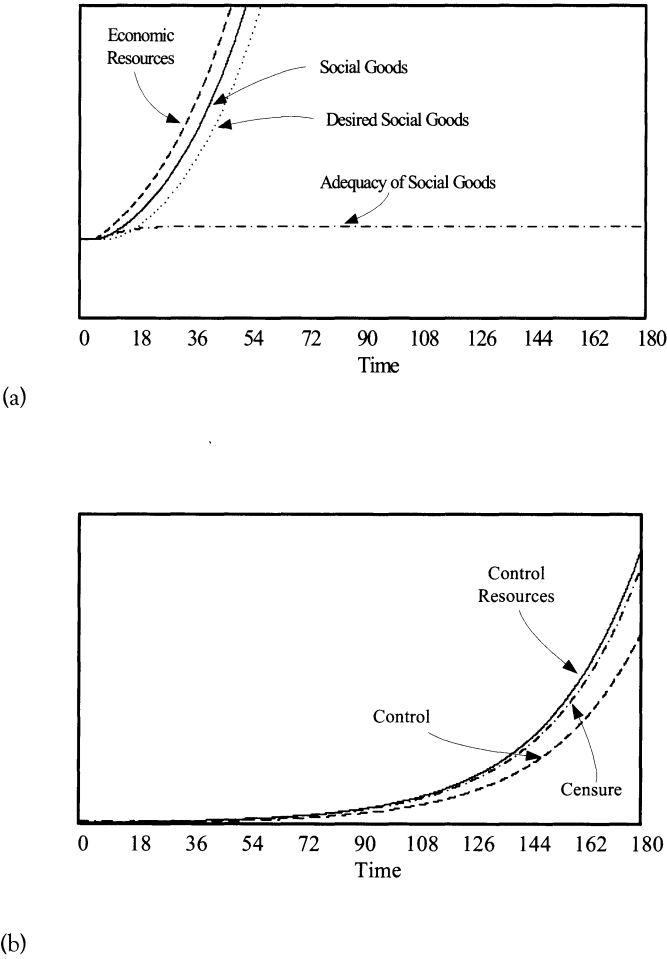 Economic
Resources
Social Goods
Desired Social Goods
Adequacy of Social Goods
0 18 36 54 72 90 108 126 144 162 180
Time
(a)
Control
Resources
Control
Censure
0 18 36 54 72 90 108 126 144 162 180
Time
(b)